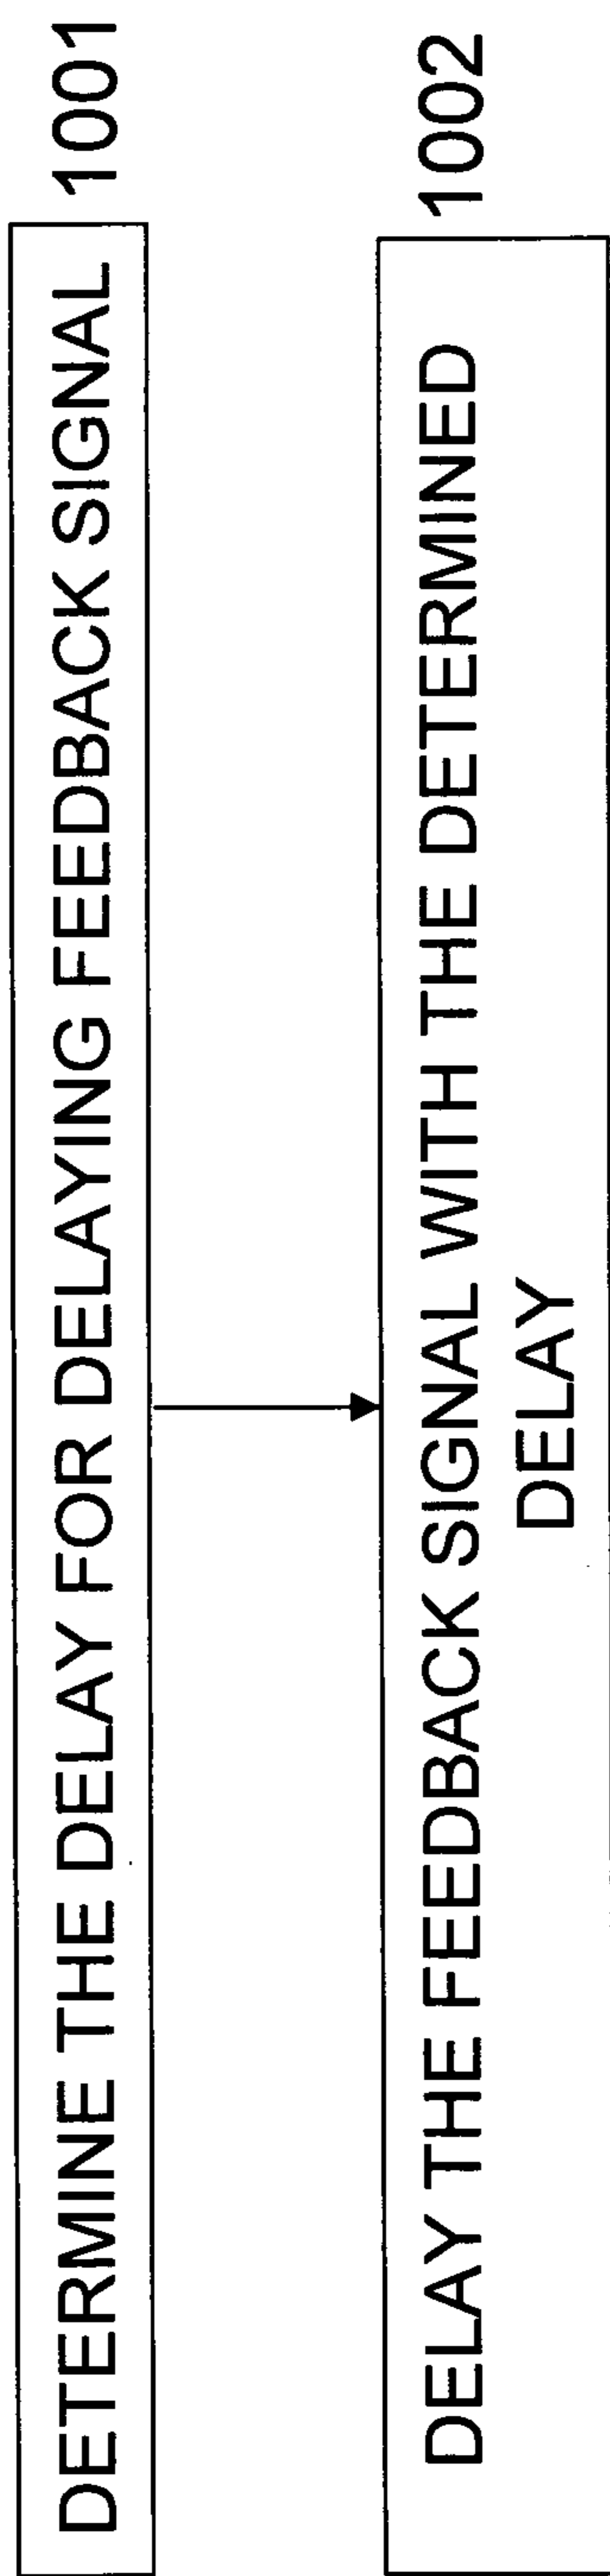 DETERMINE THE DELAY FOR DELAYING FEEDBACK SIGNAL 1001
DELAY THE FEEDBACK SIGNAL WITH THE DETERMINED 1002
DELAY